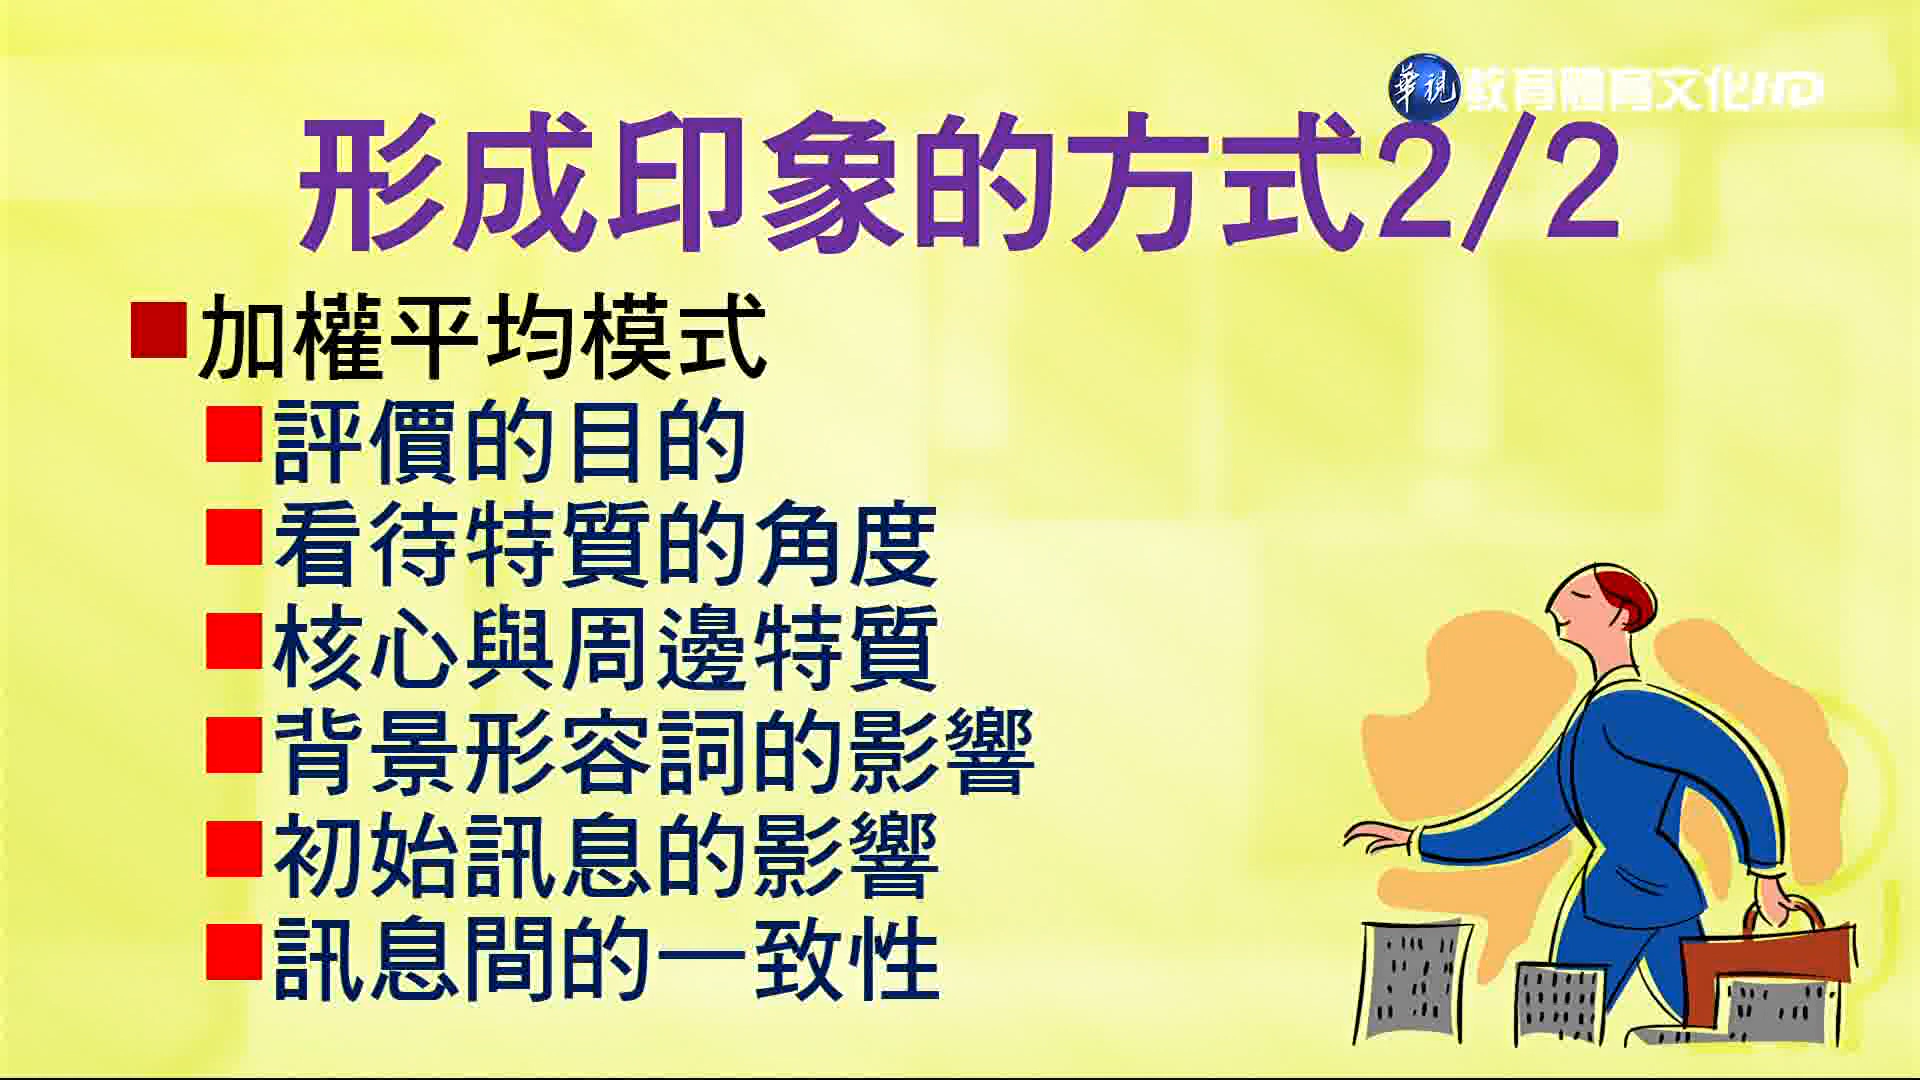 華視 教育體育文化HD
形成印象的方式2/2
加權平均模式
評價的目的
看待特質的角度
核心與周邊特質
背景形容詞的影響
初始訊息的影響
訊息間的一致性